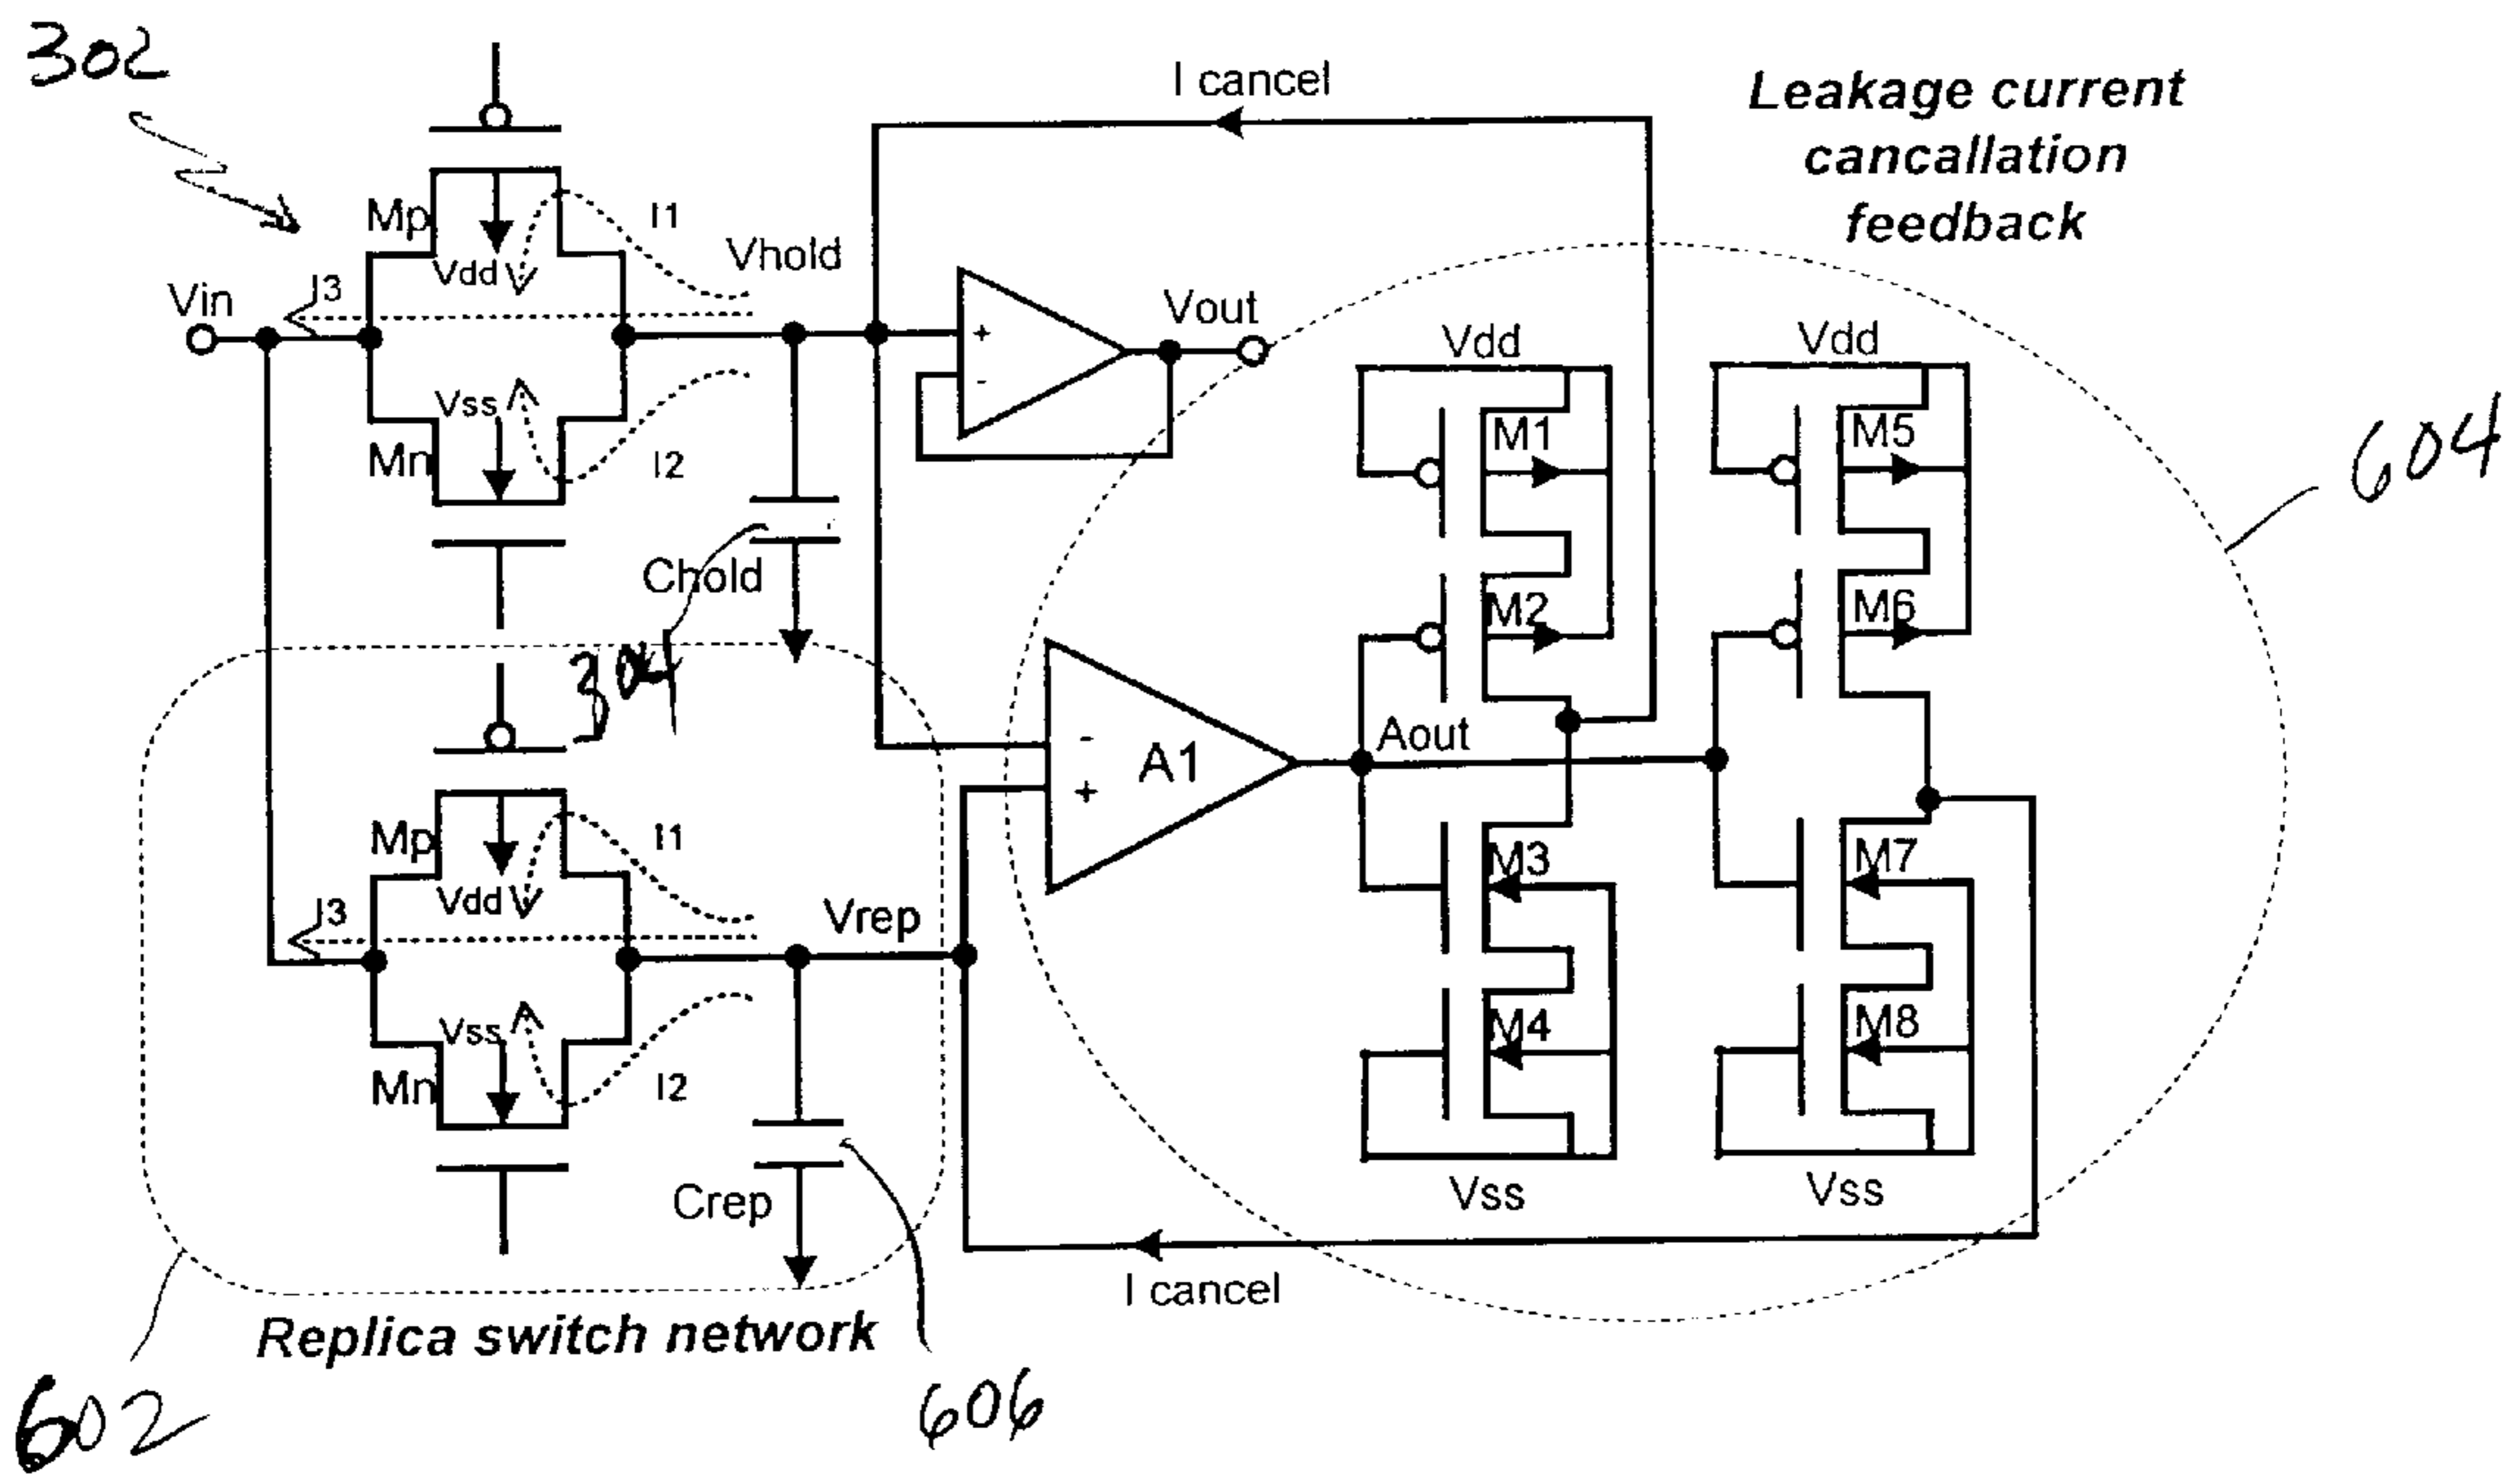 302
I cancel
Leakage current
cancallation
feedback
Mp
I1
Vdd
Vhold
I3
Vin
+
-
Vout
Vss
Mn
I2
Vdd
Vdd
M1
M5
604
Chold
M2
M6
304
-
+
A1
Aout
Mp
I1
Vdd
I3
Vrep
M3
M7
Vss
Mn
I2
M4
M8
Crep
Vss
Vss
I cancel
Replica switch network
602
606